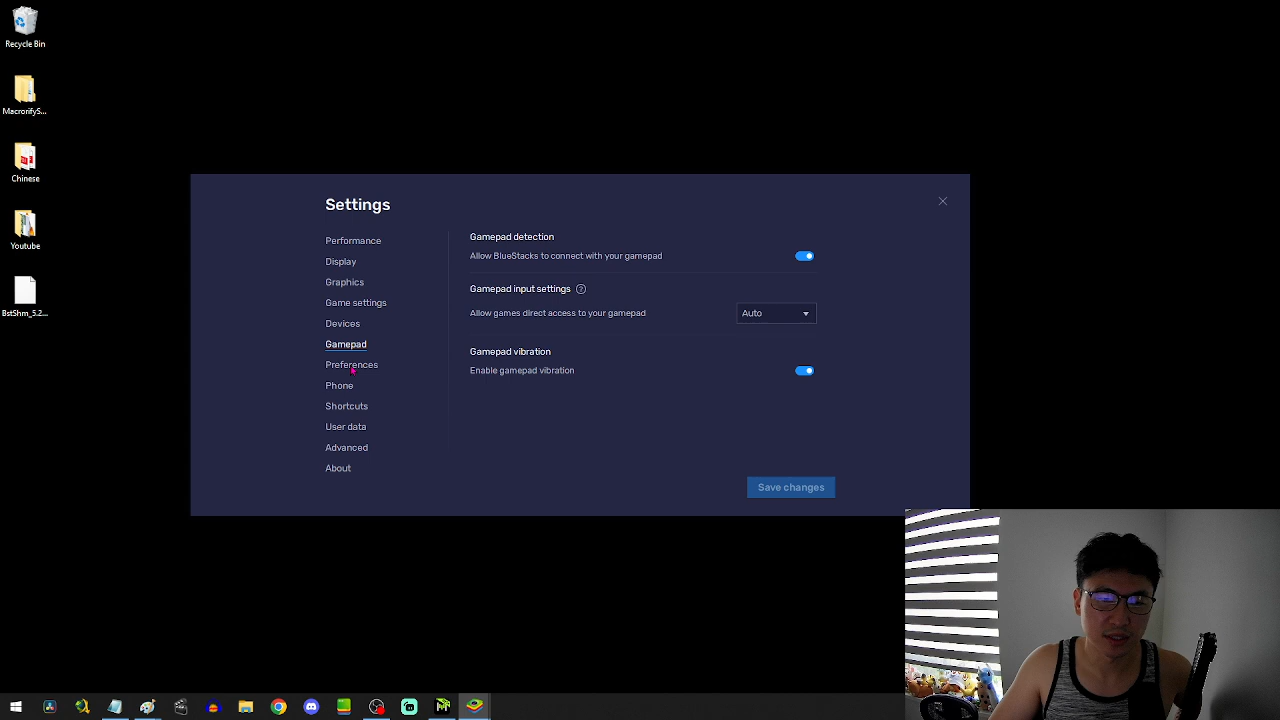 Recycle Bin
MacrorifyS...
Chinese
Youtube
BstShm_5.2...
Settings
Performance
Display
Graphics
Game settings
Devices
Gamepad
Preferences
Phone
Shortcuts
User data
Advanced
About
Gamepad detection
Allow BlueStacks to connect with your gamepad
Gamepad input settings ?
Allow games direct access to your gamepad
Auto
Gamepad vibration
Enable gamepad vibration
Save changes